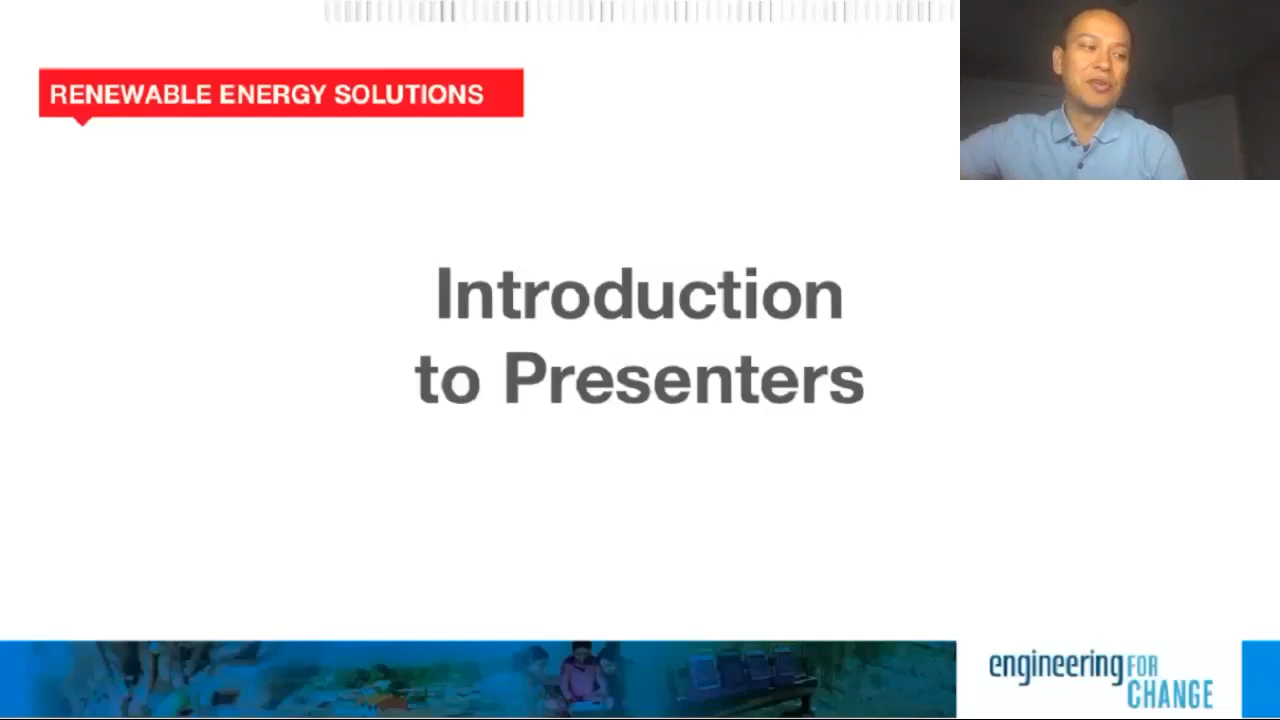 RENEWABLE ENERGY SOLUTIONS
Introduction
to Presenters
engineering FOR
CHANGE